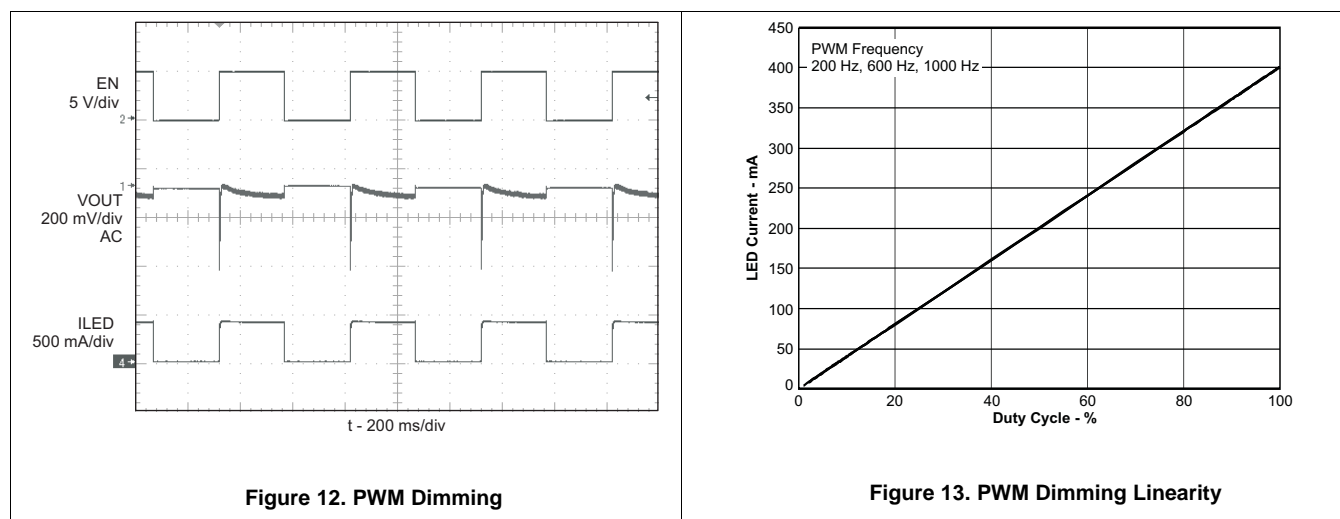 EN
5 V/div
2
1
VOUT
200 mV/div
AC
ILED
500 mA/div
4
t - 200 ms/div
Figure 12. PWM Dimming
450
400
350
300
250
200
150
100
50
0
PWM Frequency
200 Hz, 600 Hz, 1000 Hz
LED Current - mA
0 20 40 60 80 100
Duty Cycle - %
Figure 13. PWM Dimming Linearity